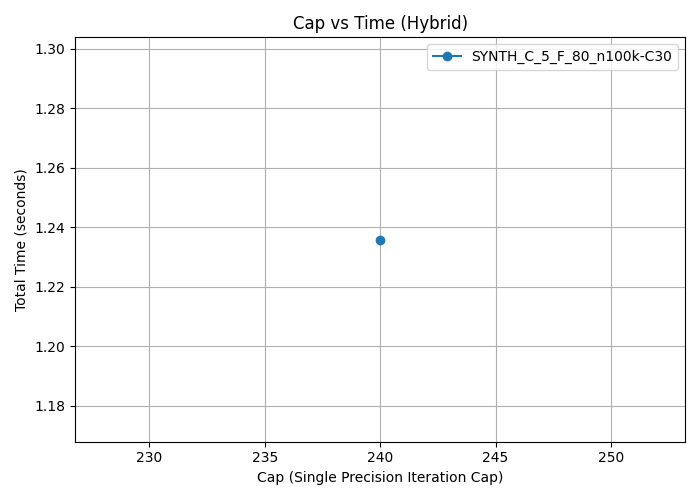 Cap vs Time (Hybrid)
SYNTH_C_5_F_80_n100k-C30
Total Time (seconds)
1.30
1.28
1.26
1.24
1.22
1.20
1.18
230 235 240 245 250
Cap (Single Precision Iteration Cap)